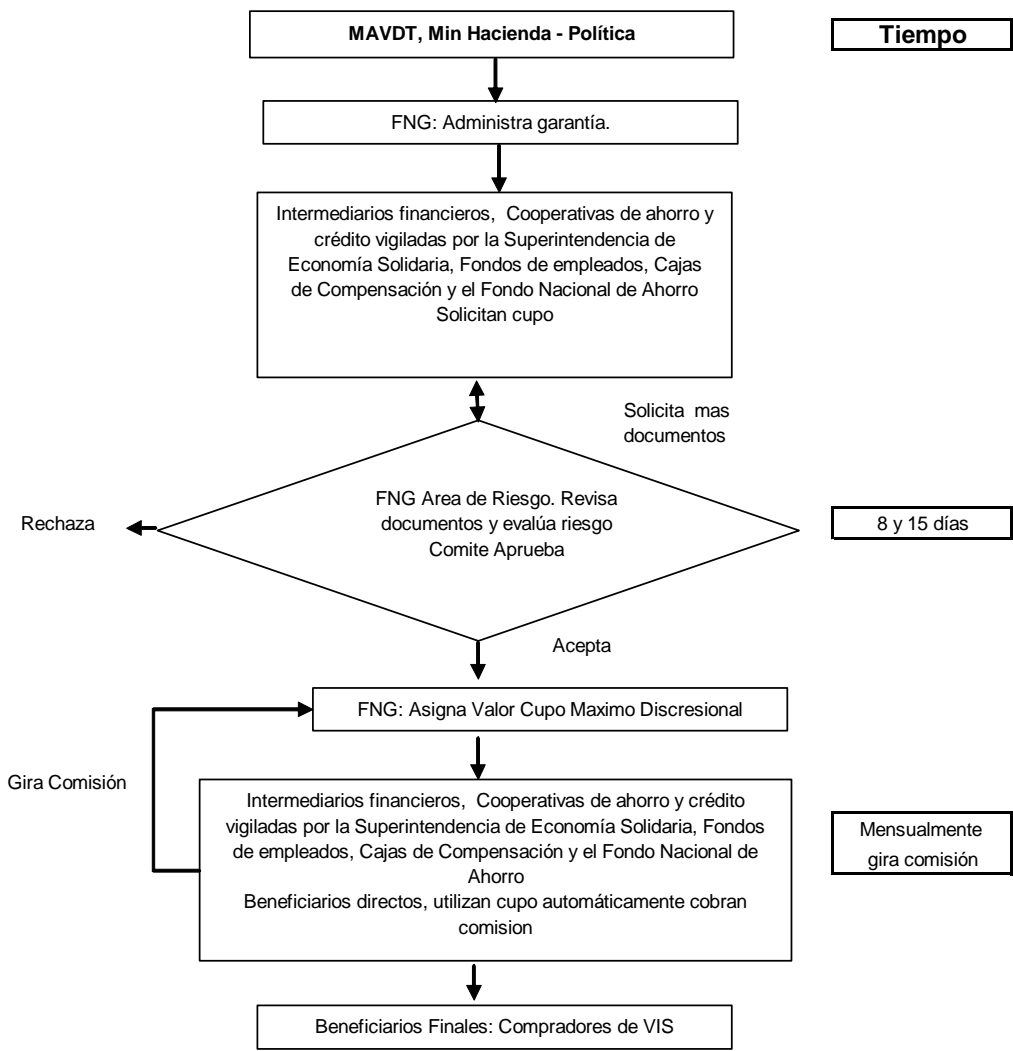 MAVDT, Min Hacienda - Política
Tiempo
FNG: Administra garantía.
Intermediarios financieros, Cooperativas de ahorro y
crédito vigiladas por la Superintendencia de
Economía Solidaria, Fondos de empleados, Cajas
de Compensación y el Fondo Nacional de Ahorro
Solicitan cupo
Solicita mas
documentos
FNG Area de Riesgo. Revisa
documentos y evalúa riesgo
Comite Aprueba
Rechaza
8 y 15 días
Acepta
FNG: Asigna Valor Cupo Maximo Discresional
Gira Comisión
Intermediarios financieros, Cooperativas de ahorro y crédito
vigiladas por la Superintendencia de Economía Solidaria, Fondos
de empleados, Cajas de Compensación y el Fondo Nacional de
Ahorro
Beneficiarios directos, utilizan cupo automáticamente cobran
comision
Mensualmente
gira comisión
Beneficiarios Finales: Compradores de VIS